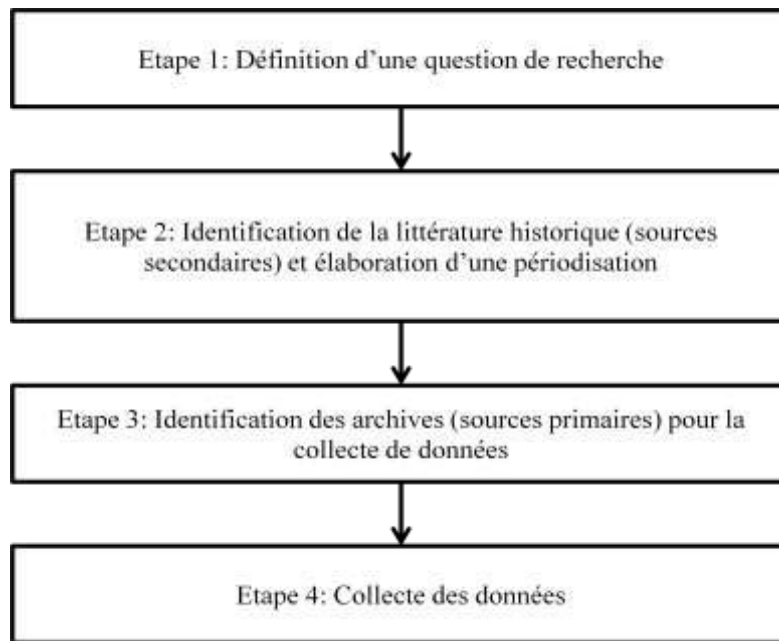 Etape 1: Définition d’une question de recherche
Etape 2: Identification de la littérature historique (sources
secondaires) et élaboration d’une périodisation
Etape 3: Identification des archives (sources primaires) pour la
collecte de données
Etape 4: Collecte des données